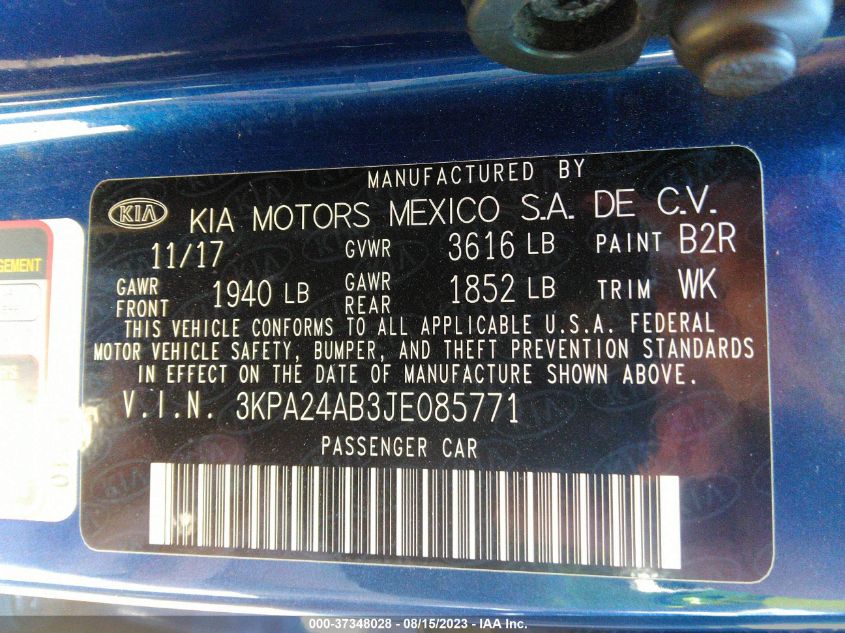 MANUFACTURED BY
KIA KIA MOTORS MEXICO S.A. DE C.V.
11/17 GVWR 3616 LB PAINT B2R
GAWR FRONT 1940 LB GAWR REAR 1852 LB TRIM WK
THIS VEHICLE CONFORMS TO ALL APPLICABLE U.S.A. FEDERAL
MOTOR VEHICLE SAFETY, BUMPER, AND THEFT PREVENTION STANDARDS
IN EFFECT ON THE DATE OF MANUFACTURE SHOWN ABOVE.
V.I.N. 3KPA24AB3JE085771
PASSENGER CAR
000-37348028 - 08/15/2023 - IAA Inc.